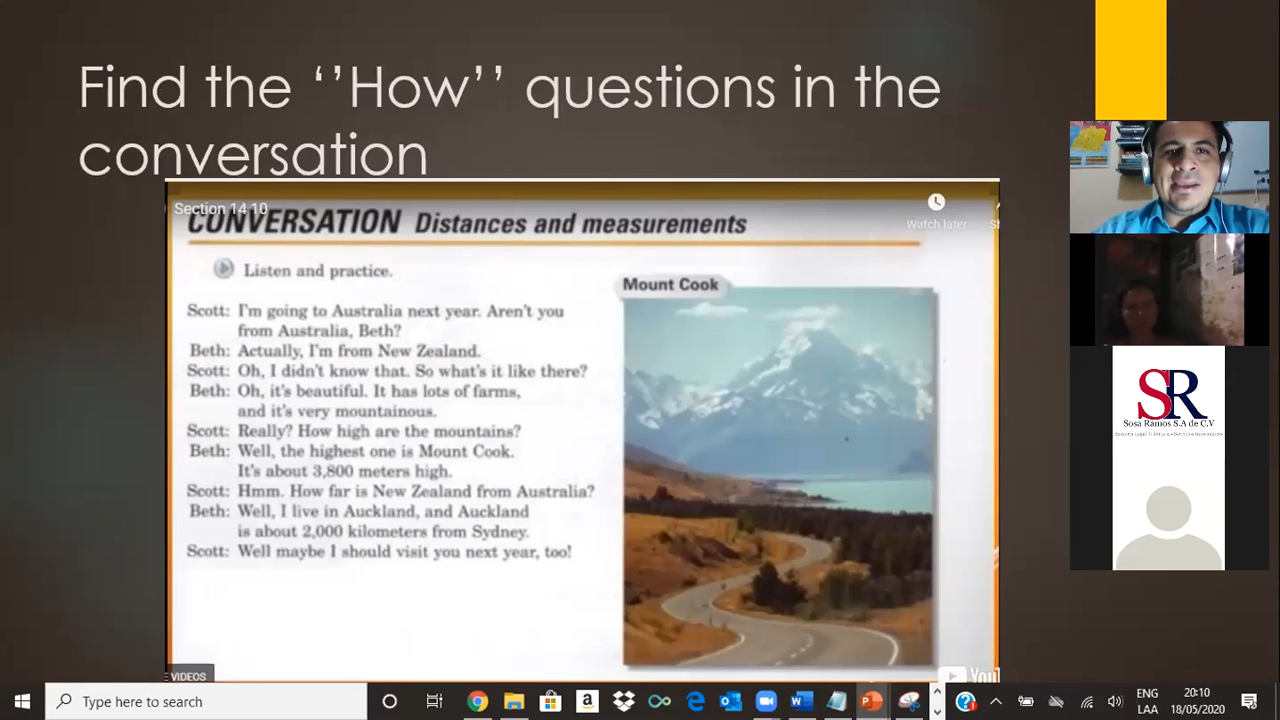 Find the ‘’How’’ questions in the
conversation
Section 14 10
CONVERSATION Distances and measurements
Watch later
Listen and practice.
Mount Cook
Scott: I'm going to Australia next year. Aren't you
from Australia, Beth?
Beth: Actually, I'm from New Zealand.
Scott: Oh, I didn't know that. So what's it like there?
Beth: Oh, it's beautiful. It has lots of farms,
and it's very mountainous.
Scott: Really? How high are the mountains?
Beth: Well, the highest one is Mount Cook.
It's about 3,800 meters high.
Scott: Hmm. How far is New Zealand from Australia?
Beth: Well, I live in Auckland, and Auckland
is about 2,000 kilometers from Sydney.
Scott: Well maybe I should visit you next year, too!
VIDEOS
SR
Sosa Ramos S.A de C.V
Type here to search
ENG
LAA
20:10
18/05/2020